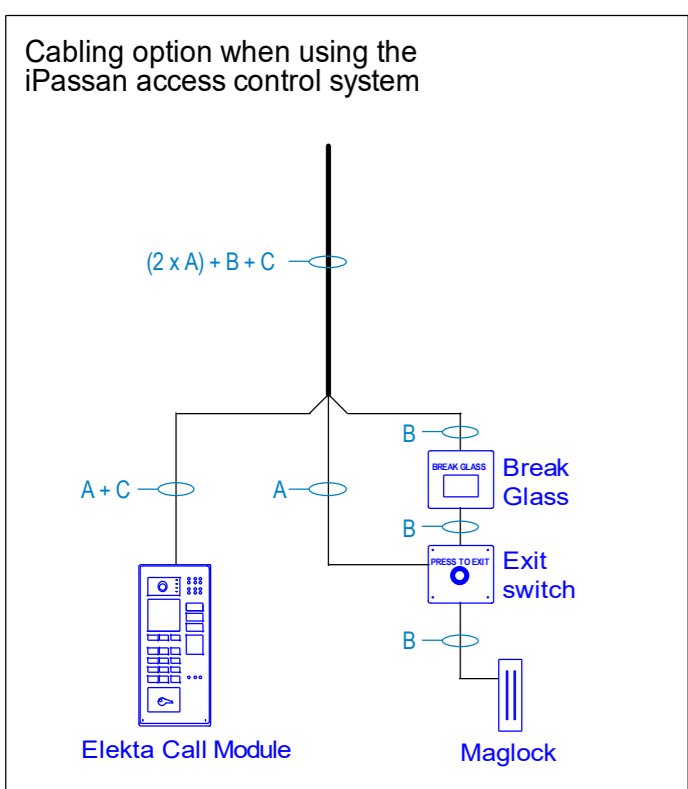 Cabling option when using the
iPassan access control system
(2 x A) + B + C
B
BREAK GLASS
Break
Glass
A + C
A
B
PRESS TO EXIT
Exit
switch
B
Elekta Call Module
Maglock